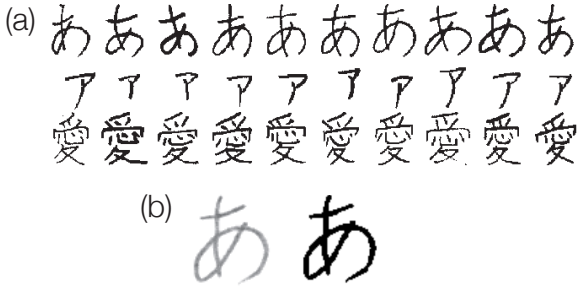 (a) あ あ あ あ あ あ あ あ あ あ
ア ア ア ア ア ア ア ア ア ア
愛 愛 愛 愛 愛 愛 愛 愛 愛 愛
(b) あ あ